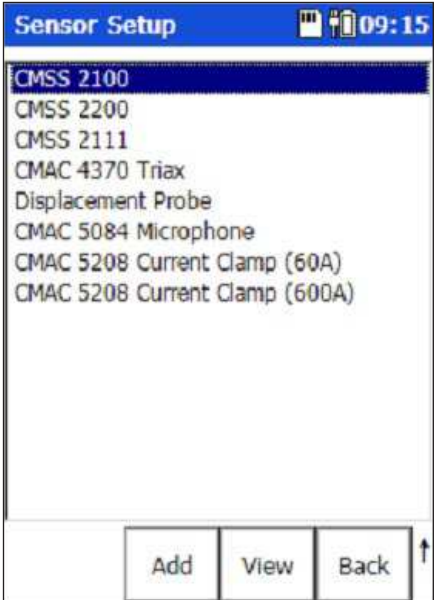 Sensor Setup 09:15
CMSS 2100
CMSS 2200
CMSS 2111
CMAC 4370 Triax
Displacement Probe
CMAC 5084 Microphone
CMAC 5208 Current Clamp (60A)
CMAC 5208 Current Clamp (600A)
Add View Back